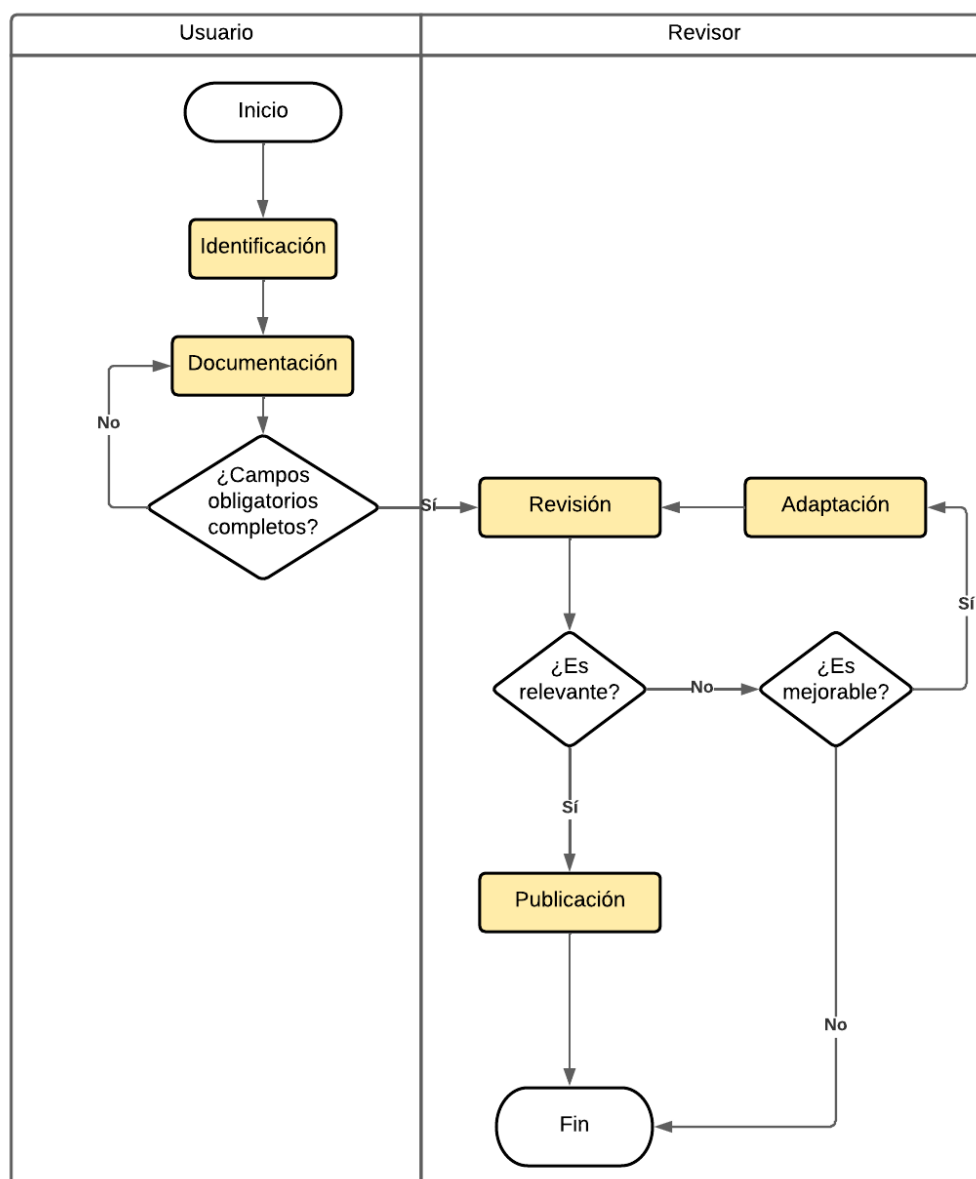 Usuario
Revisor
Inicio
Identificación
Documentación
No
¿Campos
obligatorios
completos?
Sí
Revisión
Adaptación
Sí
¿Es
relevante?
No
¿Es
mejorable?
Sí
Publicación
No
Fin